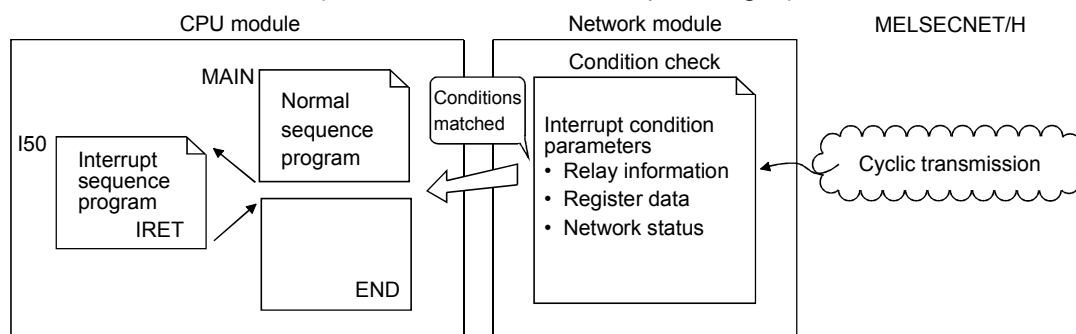 CPU module
Network module
MELSECNET/H
MAIN
Normal
sequence
program
I50
Interrupt
sequence
program
IRET
END
Conditions
matched
Condition check
Interrupt condition
parameters
• Relay information
• Register data
• Network status
Cyclic transmission